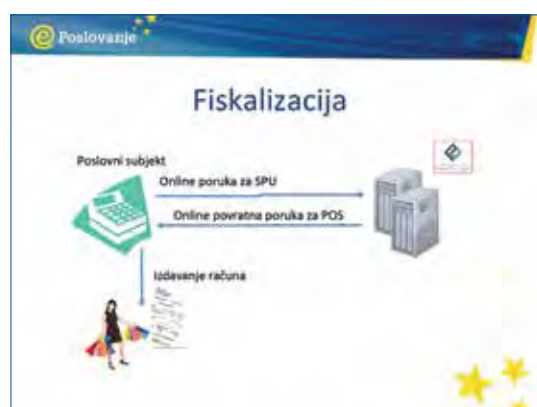 e Poslovanje
Fiskalizacija
Poslovni subjekt
Online poruka za SPU
Online povratna poruka za POS
Izdavanje računa